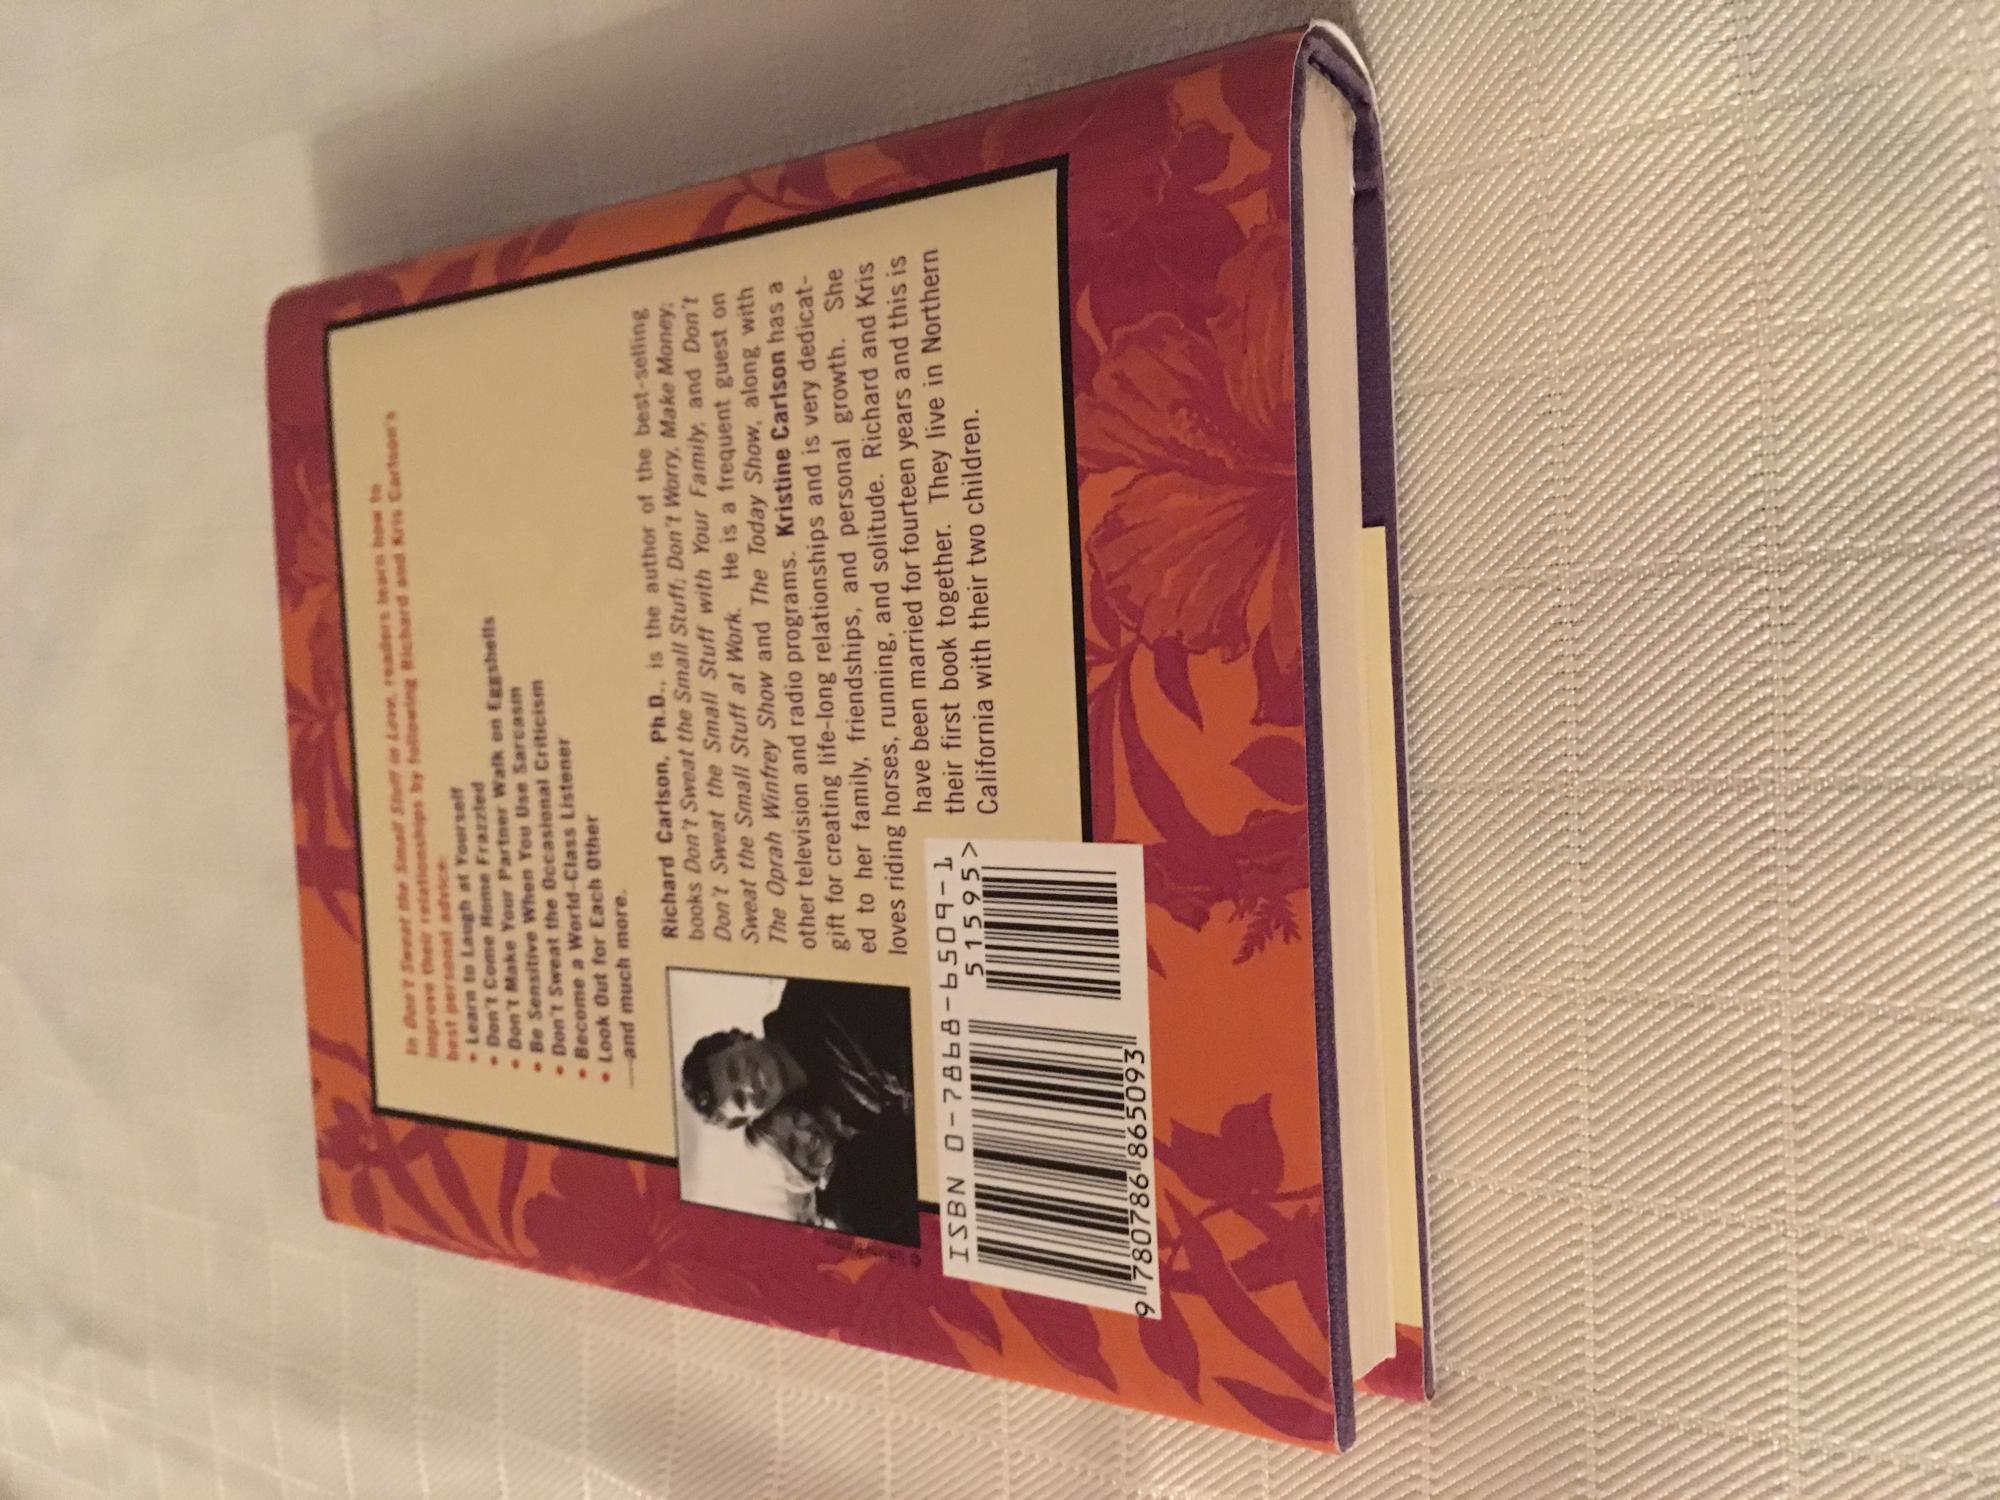 In Don't Sweat the Small Stuff in Love, readers learn how to
improve their relationships by following Richard and Kris Carlson's
best personal advice:
• Learn to Laugh at Yourself
• Don't Come Home Frazzled
• Don't Make Your Partner Walk on Eggshells
• Be Sensitive When You Use Sarcasm
• Don't Sweat the Occasional Criticism
• Become a World-Class Listener
• Look Out for Each Other
—and much more.
Richard Carlson, Ph.D., is the author of the best-selling
books Don't Sweat the Small Stuff; Don't Worry, Make Money;
Don't Sweat the Small Stuff with Your Family, and Don't
Sweat the Small Stuff at Work. He is a frequent guest on
The Oprah Winfrey Show and The Today Show, along with
other television and radio programs. Kristine Carlson has a
gift for creating life-long relationships and is very dedicat-
ed to her family, friendships, and personal growth. She
loves riding horses, running, and solitude. Richard and Kris
have been married for fourteen years and this is
their first book together. They live in Northern
California with their two children.
ISBN 0-7868-6509-1
51595>
9 780786 865093